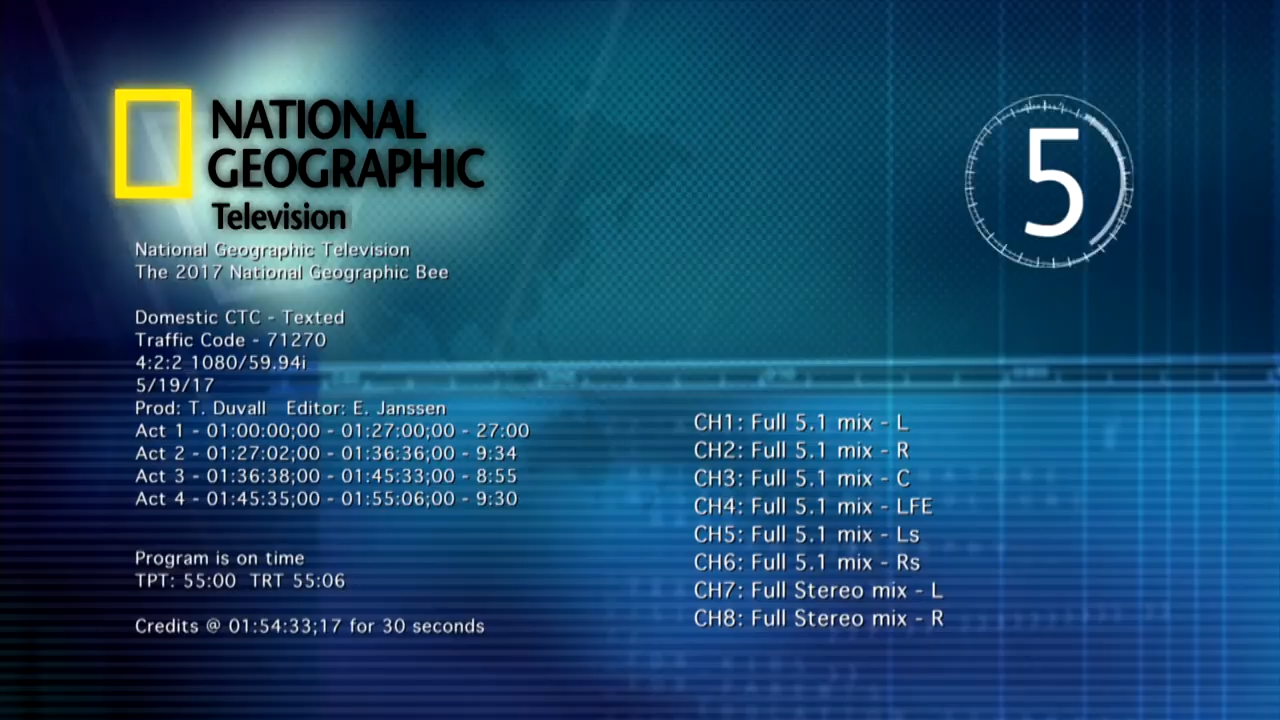 NATIONAL
GEOGRAPHIC
Television
National Geographic Television
The 2017 National Geographic Bee
Domestic CTC - Texted
Traffic Code - 71270
4:2:2 1080/59.94i
5/19/17
Prod: T. Duvall   Editor: E. Janssen
Act 1 - 01:00:00;00 - 01:27:00;00 - 27:00
Act 2 - 01:27:02;00 - 01:36:36;00 - 9:34
Act 3 - 01:36:38;00 - 01:45:33;00 - 8:55
Act 4 - 01:45:35;00 - 01:55:06;00 - 9:30
Program is on time
TPT: 55:00  TRT 55:06
Credits @ 01:54:33;17 for 30 seconds
5
CH1: Full 5.1 mix - L
CH2: Full 5.1 mix - R
CH3: Full 5.1 mix - C
CH4: Full 5.1 mix - LFE
CH5: Full 5.1 mix - Ls
CH6: Full 5.1 mix - Rs
CH7: Full Stereo mix - L
CH8: Full Stereo mix - R